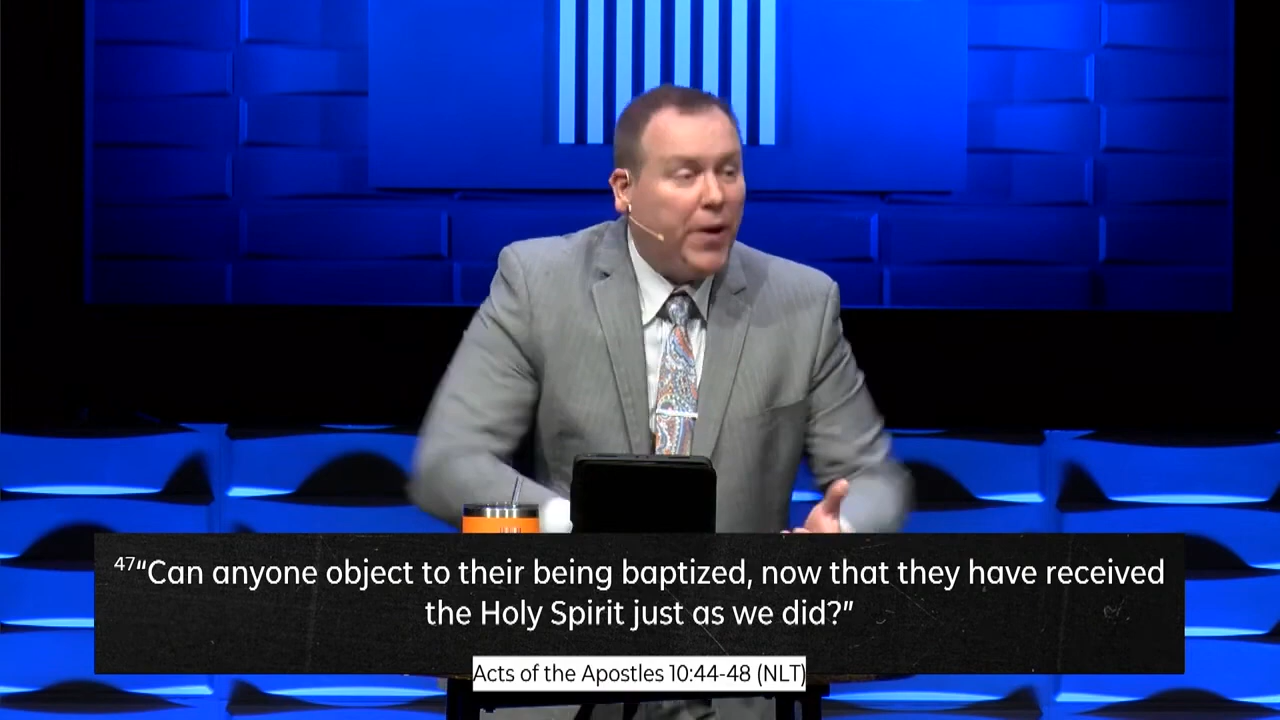 47“Can anyone object to their being baptized, now that they have received
the Holy Spirit just as we did?”
Acts of the Apostles 10:44-48 (NLT)